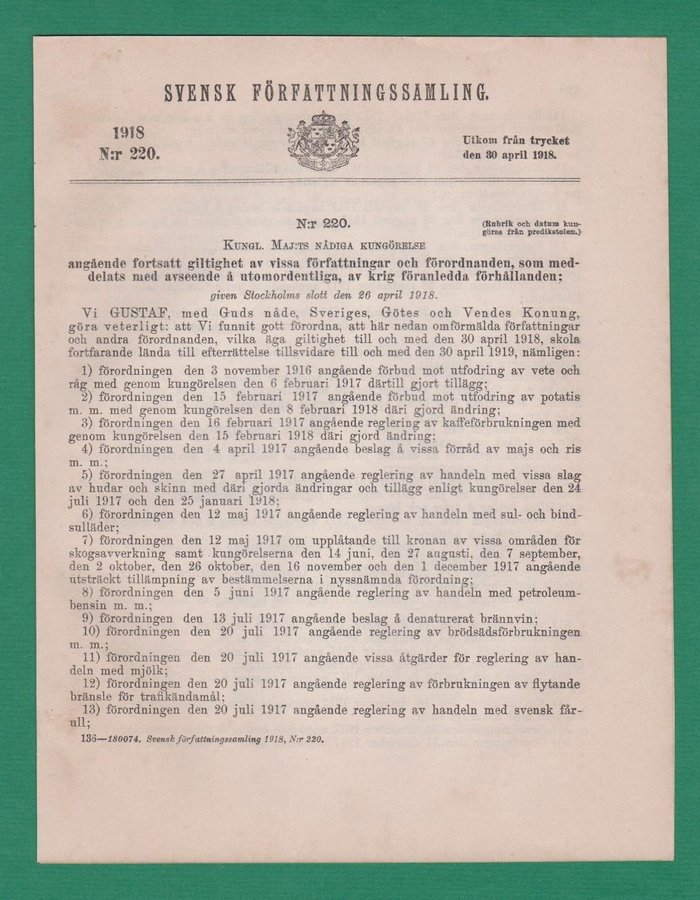 SVENSK FÖRFATTNINGSSAMLING.
1918
N:r 220.
Utkom från trycket
den 30 april 1918.
N:r 220.
(Rubrik och datum kun-
göras från predikstolen.)
KUNGL. MAJ:TS NÅDIGA KUNGÖRELSE
angående fortsatt giltighet av vissa författningar och förordnanden, som med-
delats med avseende å utomordentliga, av krig föranledda förhållanden;
given Stockholms slott den 26 april 1918.
Vi GUSTAF, med Guds nåde, Sveriges, Götes och Vendes Konung,
göra veterligt: att Vi funnit gott förordna, att här nedan omförmälda författningar
och andra förordnanden, vilka äga giltighet till och med den 30 april 1918, skola
fortfarande lända till efterrättelse tillsvidare till och med den 30 april 1919, nämligen:
1) förordningen den 3 november 1916 angående förbud mot utfodring av vete och
råg med genom kungörelsen den 6 februari 1917 därtill gjort tillägg;
2) förordningen den 15 februari 1917 angående förbud mot utfodring av potatis
m. m. med genom kungörelsen den 8 februari 1918 däri gjord ändring;
3) förordningen den 16 februari 1917 angående reglering av kaffeförbrukningen med
genom kungörelsen den 15 februari 1918 däri gjord ändring;
4) förordningen den 4 april 1917 angående beslag å vissa förråd av majs och ris
m. m.;
5) förordningen den 27 april 1917 angående reglering av handeln med vissa slag
av hudar och skinn med däri gjorda ändringar och tillägg enligt kungörelser den 24
juli 1917 och den 25 januari 1918;
6) förordningen den 12 maj 1917 angående reglering av handeln med sul- och bind-
sulläder;
7) förordningen den 12 maj 1917 om upplåtande till kronan av vissa områden för
skogsavverkning samt kungörelserna den 14 juni, den 27 augusti, den 7 september,
den 2 oktober, den 26 oktober, den 16 november och den 1 december 1917 angående
utsträckt tillämpning av bestämmelserna i nyssnämnda förordning;
8) förordningen den 5 juni 1917 angående reglering av handeln med petroleum-
bensin m. m.;
9) förordningen den 13 juli 1917 angående beslag å denaturerat brännvin;
10) förordningen den 20 juli 1917 angående reglering av brödsädsförbrukningen
m. m.;
11) förordningen den 20 juli 1917 angående vissa åtgärder för reglering av han-
deln med mjölk;
12) förordningen den 20 juli 1917 angående reglering av förbrukningen av flytande
bränsle för trafikändamål;
13) förordningen den 20 juli 1917 angående reglering av handel med svensk får-
ull;
136—180074. Svensk författningssamling 1918, N:r 220.